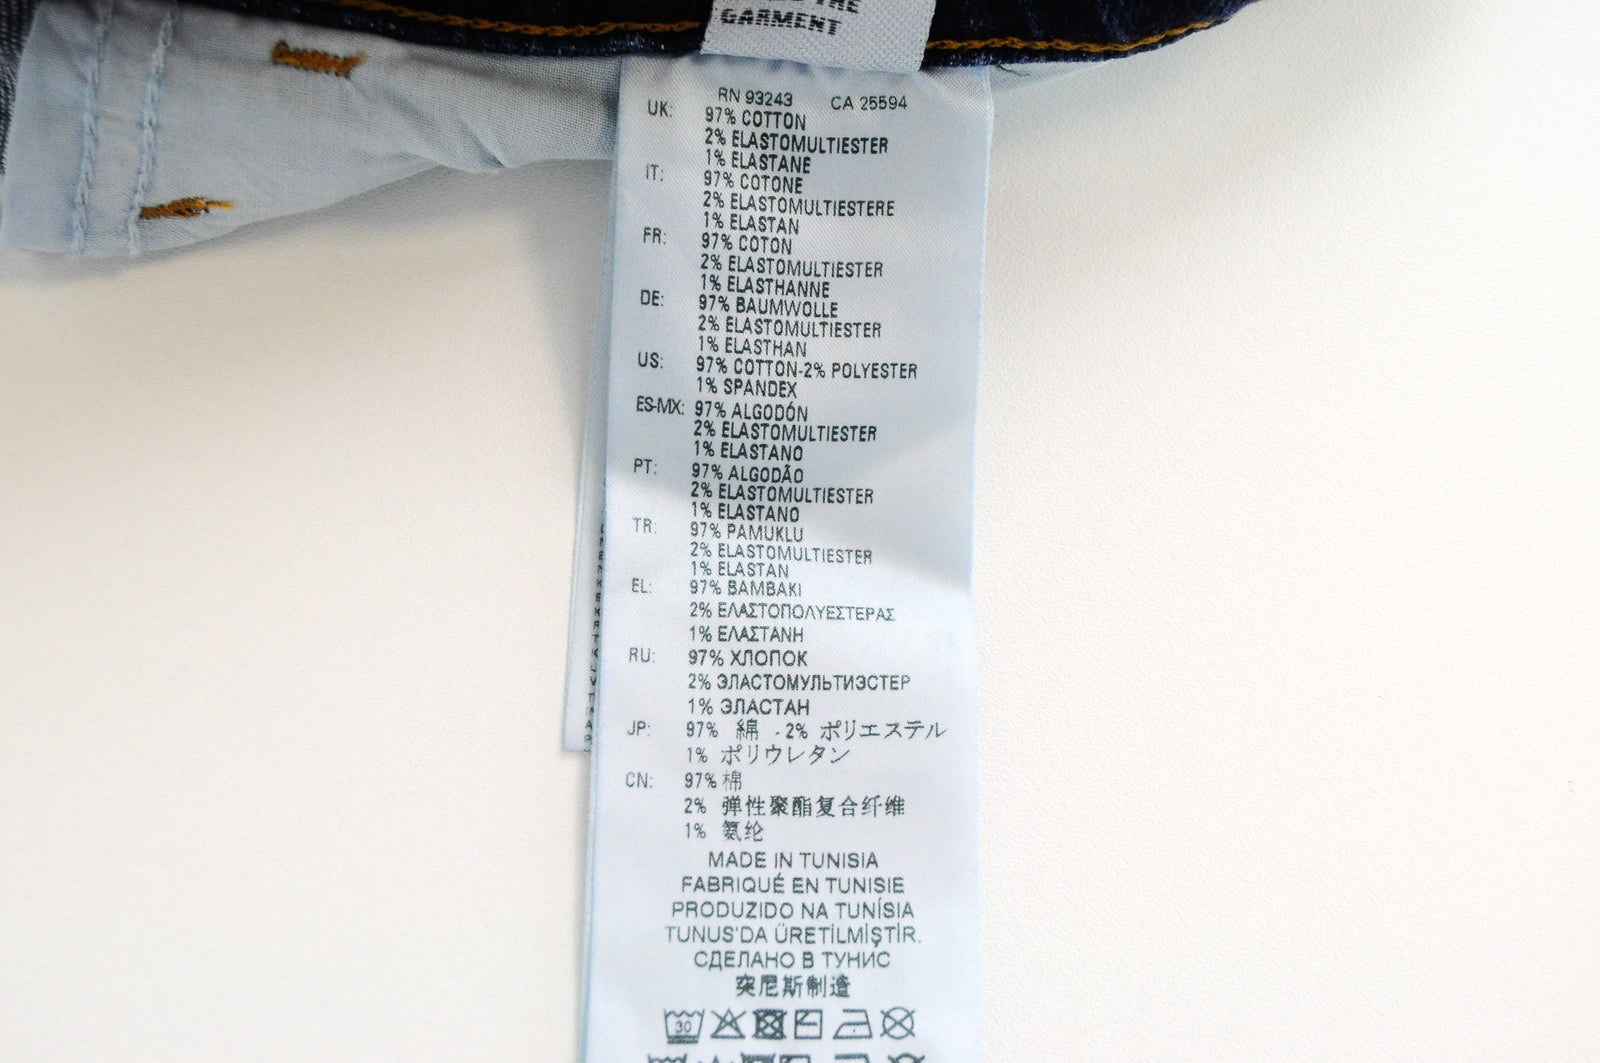 THE
GARMENT
RN 93243 CA 25594
UK: 97% COTTON
2% ELASTOMULTIESTER
1% ELASTANE
IT: 97% COTONE
2% ELASTOMULTIESTERE
1% ELASTAN
FR: 97% COTON
2% ELASTOMULTIESTER
1% ELASTHANNE
DE: 97% BAUMWOLLE
2% ELASTOMULTIESTER
1% ELASTHAN
US: 97% COTTON-2% POLYESTER
1% SPANDEX
ES-MX: 97% ALGODÓN
2% ELASTOMULTIESTER
1% ELASTANO
PT: 97% ALGODÃO
2% ELASTOMULTIESTER
1% ELASTANO
TR: 97% PAMUKLU
2% ELASTOMULTIESTER
1% ELASTAN
EL: 97% ΒΑΜΒΑΚΙ
2% ΕΛΑΣΤΟΠΟΛΥΕΣΤΕΡΑΣ
1% ΕΛΑΣΤΑΝΗ
RU: 97% ХЛОПОК
2% ЭЛАСТОМУЛЬТИЭСТЕР
1% ЭЛАСТАН
JP: 97% 綿 - 2% ポリエステル
1% ポリウレタン
CN: 97% 棉
2% 弹性聚酯复合纤维
1% 氨纶
MADE IN TUNISIA
FABRIQUÉ EN TUNISIE
PRODUZIDO NA TUNÍSIA
TUNUS'DA ÜRETİLMİŞTİR.
СДЕЛАНО В ТУНИС
突尼斯制造
30